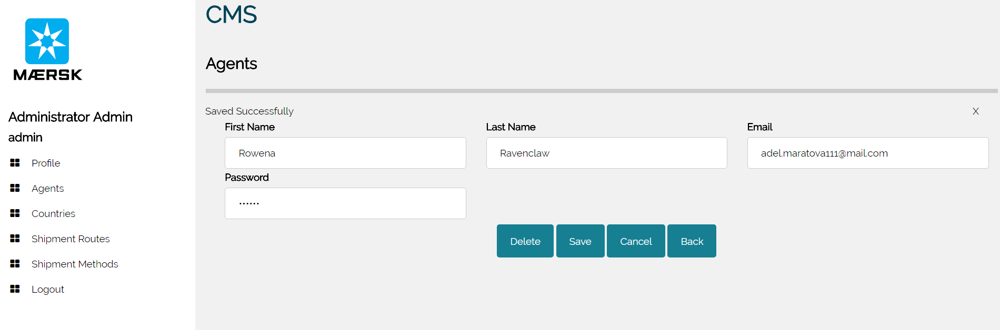 MÆRSK
Administrator Admin
admin
Profile
Agents
Countries
Shipment Routes
Shipment Methods
Logout
CMS
Agents
Saved Successfully X
First Name Last Name Email
Rowena Ravenclaw adel.maratova111@mail.com
Password
••••••
Delete Save Cancel Back